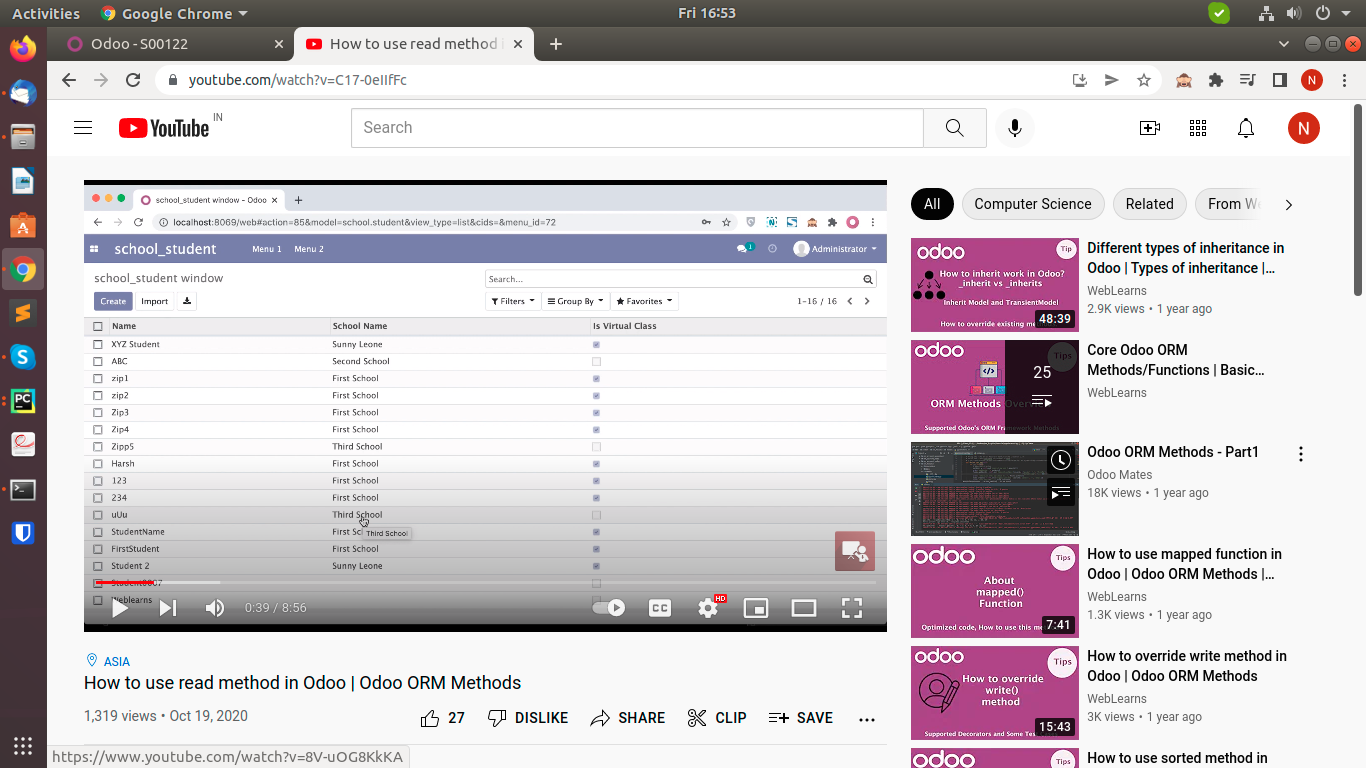 Activities
Google Chrome
Fri 16:53
Odoo - S00122
How to use read method i
youtube.com/watch?v=C17-0eIIfFc
N
YouTube IN
Search
N
school_student window - Odoo
localhost:8069/web#action=85&model=school.student&view_type=list&cids=&menu_id=72
school_student
Menu 1
Menu 2
1
Administrator
school_student window
Search...
Create
Import
Filters
Group By
Favorites
1-16 / 16
Name
School Name
Is Virtual Class
XYZ Student
Sunny Leone
ABC
Second School
zip1
First School
zip2
First School
Zip3
First School
Zip4
First School
Zipp5
Third School
Harsh
First School
123
First School
234
First School
uUu
Third School
StudentName
First Sc
Third School
FirstStudent
First School
Student 2
Sunny Leone
Student0007
Weblearns
0:39 / 8:56
CC
HD
ASIA
How to use read method in Odoo | Odoo ORM Methods
1,319 views • Oct 19, 2020
27
DISLIKE
SHARE
CLIP
SAVE
https://www.youtube.com/watch?v=8V-uOG8KkKA
All
Computer Science
Related
From We
odoo
Tip
How to inherit work in Odoo?
_inherit vs _inherits
Inherit Model and TransientModel
How to override existing me
48:39
Different types of inheritance in
Odoo | Types of inheritance |...
WebLearns
2.9K views • 1 year ago
odoo
Tips
ORM Methods Overview
Supported Odoo's ORM Framework Methods
25
Core Odoo ORM
Methods/Functions | Basic...
WebLearns
Odoo ORM Methods - Part1
Odoo Mates
18K views • 1 year ago
odoo
Tips
About
mapped()
Function
Optimized code, How to use this me
7:41
How to use mapped function in
Odoo | Odoo ORM Methods |...
WebLearns
1.3K views • 1 year ago
odoo
Tips
How to override
write()
method
Supported Decorators and Some Te
15:43
How to override write method in
Odoo | Odoo ORM Methods
WebLearns
3K views • 1 year ago
odoo
Tips
How to use sorted method in